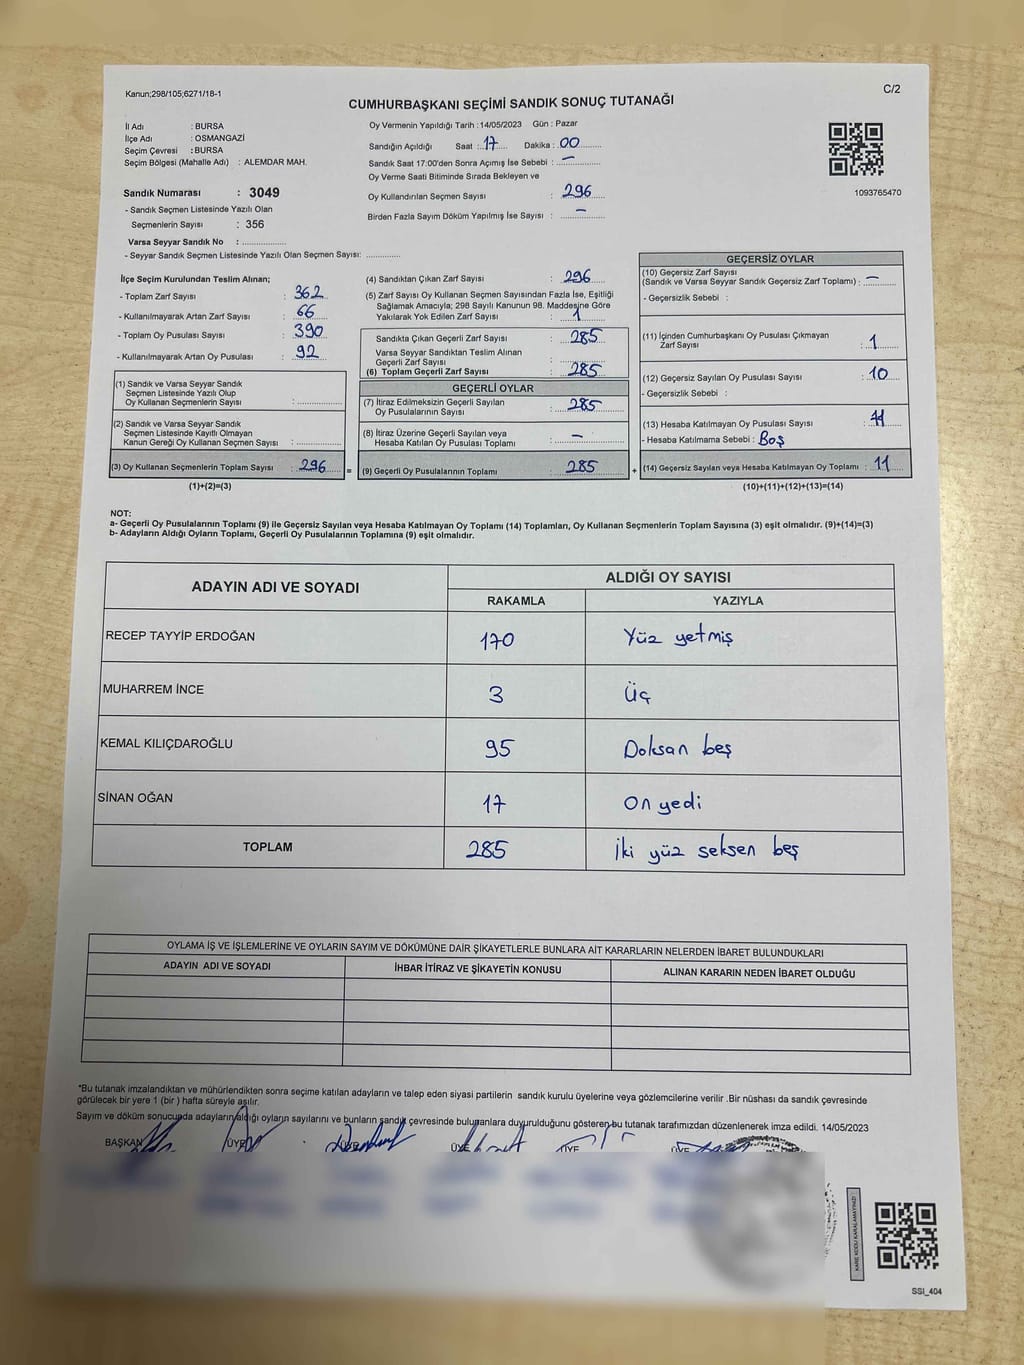 Kanun;298/105;6271/18-1
C/2
CUMHURBAŞKANI SEÇİMİ SANDIK SONUÇ TUTANAĞI
İl Adı : BURSA
İlçe Adı : OSMANGAZİ
Seçim Çevresi : BURSA
Seçim Bölgesi (Mahalle Adı) : ALEMDAR MAH.
Sandık Numarası : 3049
- Sandık Seçmen Listesinde Yazılı Olan
Seçmenlerin Sayısı : 356
Varsa Seyyar Sandık No : ..............
- Seyyar Sandık Seçmen Listesinde Yazılı Olan Seçmen Sayısı: ..............
Oy Vermenin Yapıldığı Tarih :14/05/2023 Gün : Pazar
Sandığın Açıldığı Saat :..17.... Dakika :.00.....
Sandık Saat 17:00'den Sonra Açımış İse Sebebi : ..–..........
Oy Verme Saati Bitiminde Sırada Bekleyen ve
Oy Kullandırılan Seçmen Sayısı : 296
Birden Fazla Sayım Döküm Yapılmış İse Sayısı : –
1093765470
İlçe Seçim Kurulundan Teslim Alınan;
- Toplam Zarf Sayısı : 362
- Kullanılmayarak Artan Zarf Sayısı : 66
- Toplam Oy Pusulası Sayısı : 390
- Kullanılmayarak Artan Oy Pusulası : 92
(1) Sandık ve Varsa Seyyar Sandık
Seçmen Listesinde Yazılı Olup
Oy Kullanan Seçmenlerin Sayısı : ..............
(2) Sandık ve Varsa Seyyar Sandık
Seçmen Listesinde Kayıtlı Olmayan
Kanun Gereği Oy Kullanan Seçmen Sayısı : ..............
(3) Oy Kullanan Seçmenlerin Toplam Sayısı : 296 =
(1)+(2)=(3)
(4) Sandıktan Çıkan Zarf Sayısı : 296
(5) Zarf Sayısı Oy Kullanan Seçmen Sayısından Fazla İse, Eşitliği
Sağlamak Amacıyla; 298 Sayılı Kanunun 98. Maddesine Göre
Yakılarak Yok Edilen Zarf Sayısı : 1
Sandıkta Çıkan Geçerli Zarf Sayısı : 285
Varsa Seyyar Sandıktan Teslim Alınan
Geçerli Zarf Sayısı :
(6) Toplam Geçerli Zarf Sayısı : 285
GEÇERLİ OYLAR
(7) İtiraz Edilmeksizin Geçerli Sayılan
Oy Pusulalarının Sayısı : 285
(8) İtiraz Üzerine Geçerli Sayılan veya
Hesaba Katılan Oy Pusulası Toplamı : –
(9) Geçerli Oy Pusulalarının Toplamı : 285 +
GEÇERSİZ OYLAR
(10) Geçersiz Zarf Sayısı
(Sandık ve Varsa Seyyar Sandık Geçersiz Zarf Toplamı) : –
- Geçersizlik Sebebi :
(11) İçinden Cumhurbaşkanı Oy Pusulası Çıkmayan
Zarf Sayısı : 1
(12) Geçersiz Sayılan Oy Pusulası Sayısı : 10
- Geçersizlik Sebebi :
(13) Hesaba Katılmayan Oy Pusulası Sayısı :
- Hesaba Katılmama Sebebi : Boş
(14) Geçersiz Sayılan veya Hesaba Katılmayan Oy Toplamı : 11
(10)+(11)+(12)+(13)=(14)
NOT:
a- Geçerli Oy Pusulalarının Toplamı (9) ile Geçersiz Sayılan veya Hesaba Katılmayan Oy Toplamı (14) Toplamları, Oy Kullanan Seçmenlerin Toplam Sayısına (3) eşit olmalıdır. (9)+(14)=(3)
b- Adayların Aldığı Oyların Toplamı, Geçerli Oy Pusulalarının Toplamına (9) eşit olmalıdır.
ADAYIN ADI VE SOYADI ALDIĞI OY SAYISI
RAKAMLA YAZIYLA
RECEP TAYYİP ERDOĞAN 170 Yüz yetmiş
MUHARREM İNCE 3 Üç
KEMAL KILIÇDAROĞLU 95 Doksan beş
SİNAN OĞAN 17 On yedi
TOPLAM 285 İki yüz seksen beş
OYLAMA İŞ VE İŞLEMLERİNE VE OYLARIN SAYIM VE DÖKÜMÜNE DAİR ŞİKAYETLERLE BUNLARA AİT KARARLARIN NELERDEN İBARET BULUNDUKLARI
ADAYIN ADI VE SOYADI İHBAR İTİRAZ VE ŞİKAYETİN KONUSU ALINAN KARARIN NEDEN İBARET OLDUĞU
*Bu tutanak imzalandıktan ve mühürlendikten sonra seçime katılan adayların ve talep eden siyasi partilerin sandık kurulu üyelerine veya gözlemcilerine verilir .Bir nüshası da sandık çevresinde
görülecek bir yere 1 (bir ) hafta süreyle asılır.
Sayım ve döküm sonucunda adayların aldığı oyların sayılarını ve bunların sandık çevresinde bulunanlara duyurulduğunu gösteren bu tutanak tarafımızdan düzenlenerek imza edildi. 14/05/2023
BAŞKAN ÜYE ÜYE ÜYE ÜYE ÜYE
KARE KODU KARALAMAYINIZ!
SSI_404